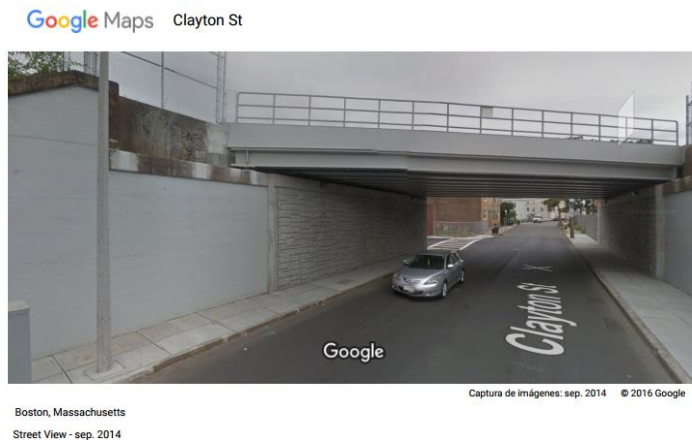 Google Maps Clayton St
Clayton St
Google
Captura de imágenes: sep. 2014 © 2016 Google
Boston, Massachusetts
Street View - sep. 2014